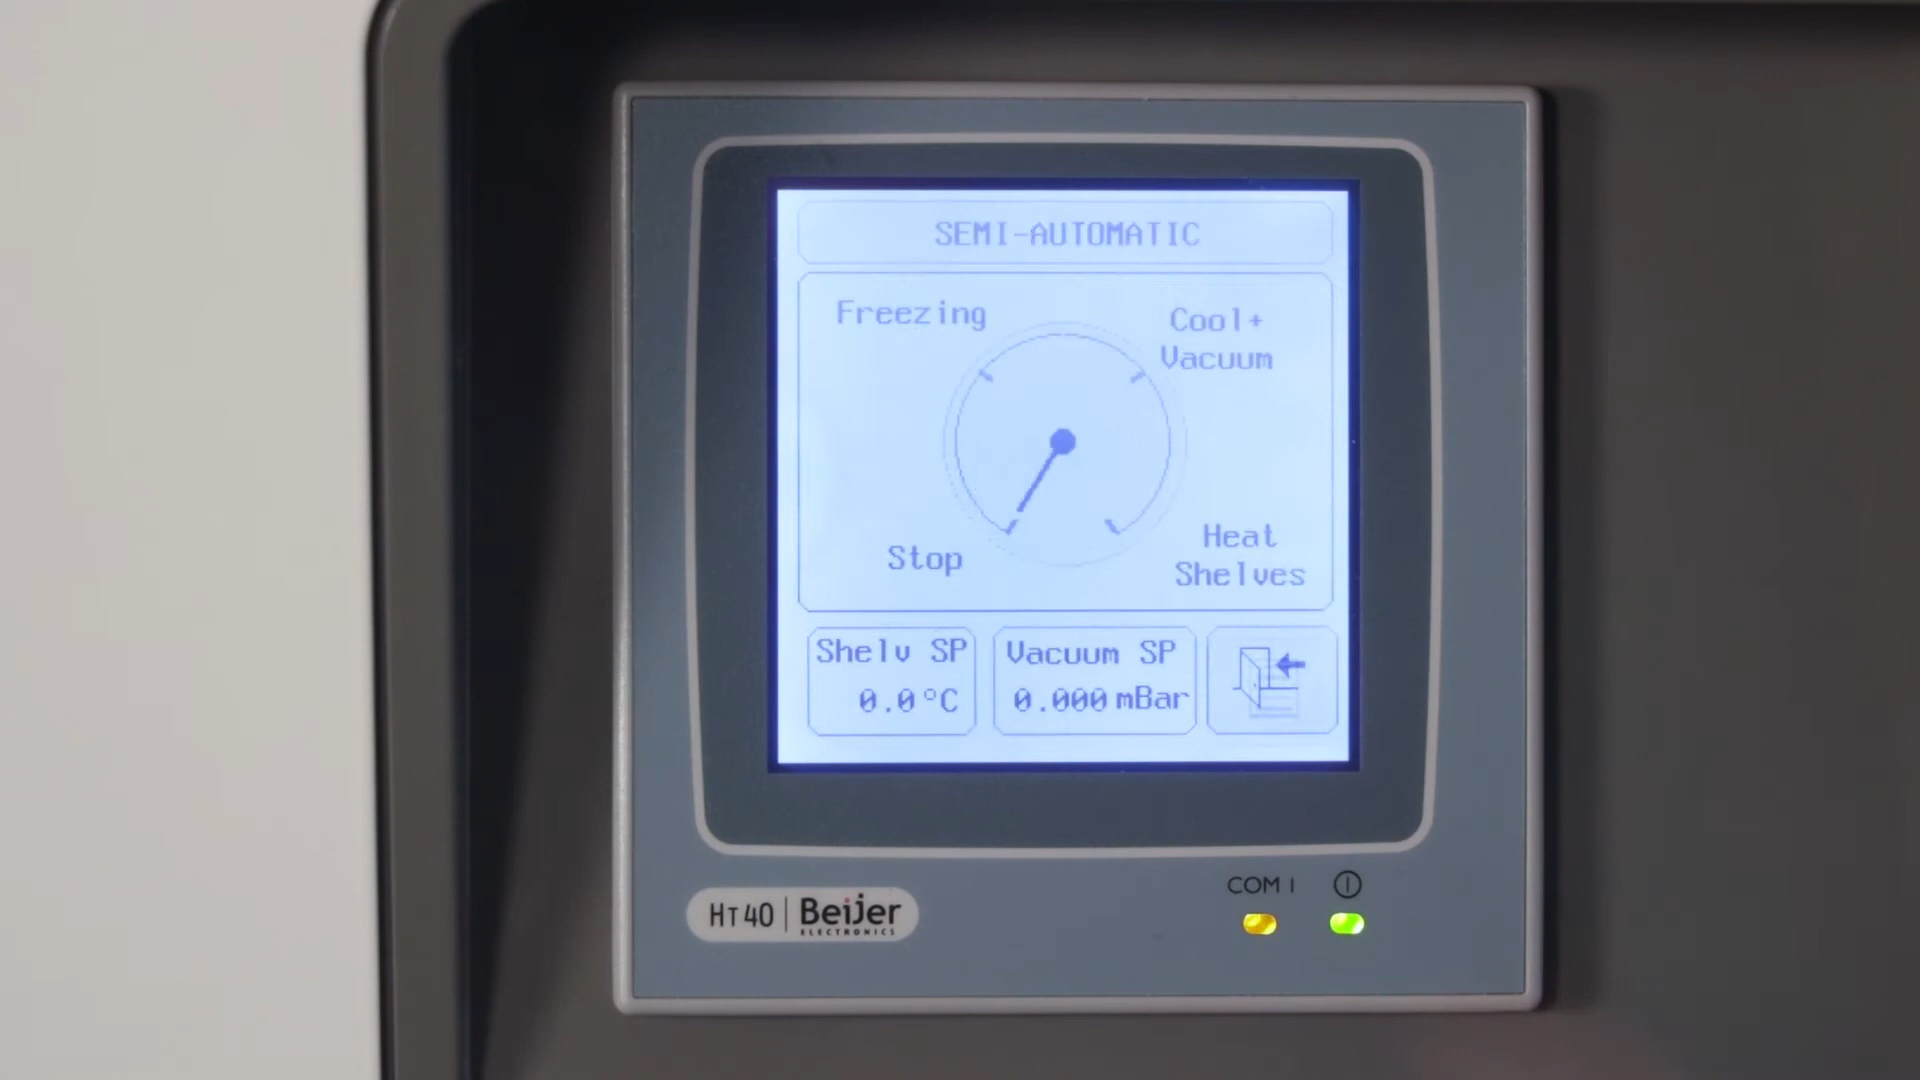 SEMI-AUTOMATIC
Freezing
Cool+
Vacuum
Stop
Heat
Shelves
Shelv SP
0.0°C
Vacuum SP
0.000 mBar
COM 1
HT40 | Beijer
ELECTRONICS